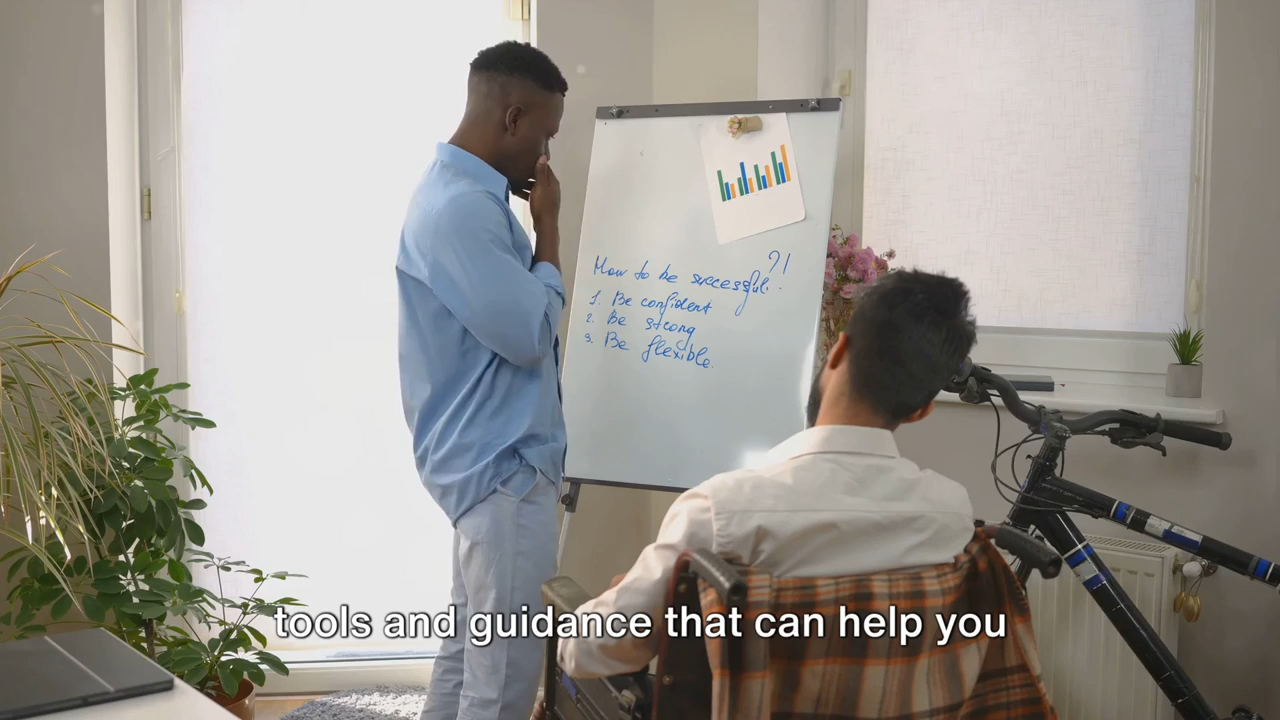 How to be successful?!
1. Be confident
2. Be strong
3. Be flexible.
tools and guidance that can help you